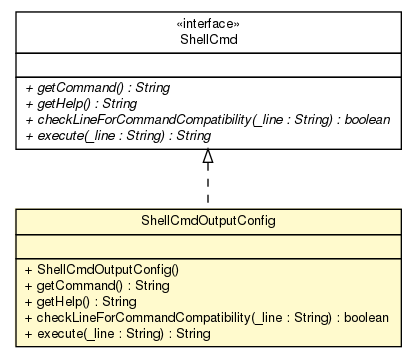 «interface»
ShellCmd
+ getCommand() : String
+ getHelp() : String
+ checkLineForCommandCompatibility(_line : String) : boolean
+ execute(_line : String) : String
ShellCmdOutputConfig
+ ShellCmdOutputConfig()
+ getCommand() : String
+ getHelp() : String
+ checkLineForCommandCompatibility(_line : String) : boolean
+ execute(_line : String) : String